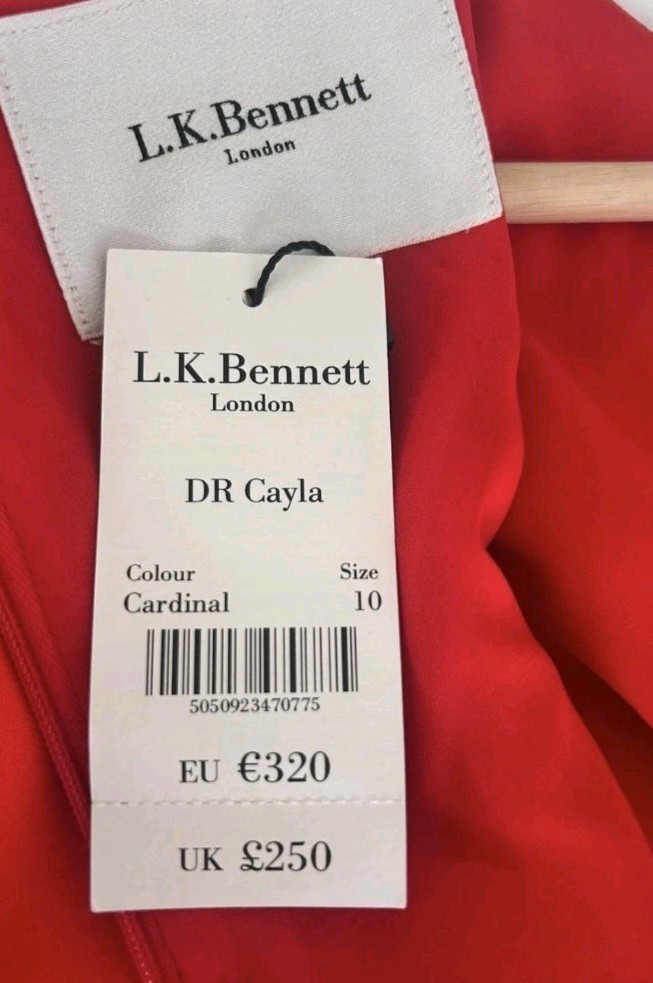 L.K.Bennett
London
L.K.Bennett
London
DR Cayla
Colour Size
Cardinal 10
5050923470775
EU €320
UK £250